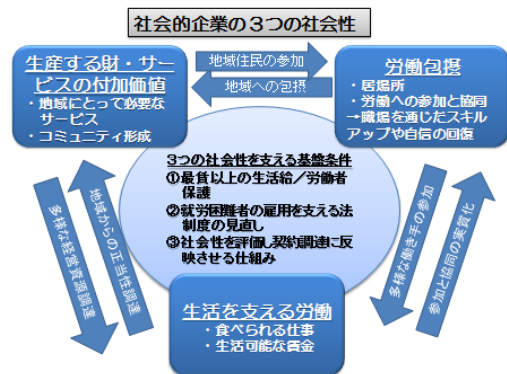 社会的企業の３つの社会性
生産する財・サー
ビスの付加価値
・地域にとって必要な
サービス
・コミュニティ形成
地域住民の参加
地域への包摂
労働包摂
・居場所
・労働への参加と協同
→職場を通じたスキル
アップや自信の回復
３つの社会性を支える基盤条件
①最賃以上の生活給／労働者
保護
②就労困難者の雇用を支える法
制度の見直し
③社会性を評価し契約調達に反
映させる仕組み
多様な経営資源調達
地域からの正当性調達
多様な働き手の参加
参加と協同の実質化
生活を支える労働
・食べられる仕事
・生活可能な賃金